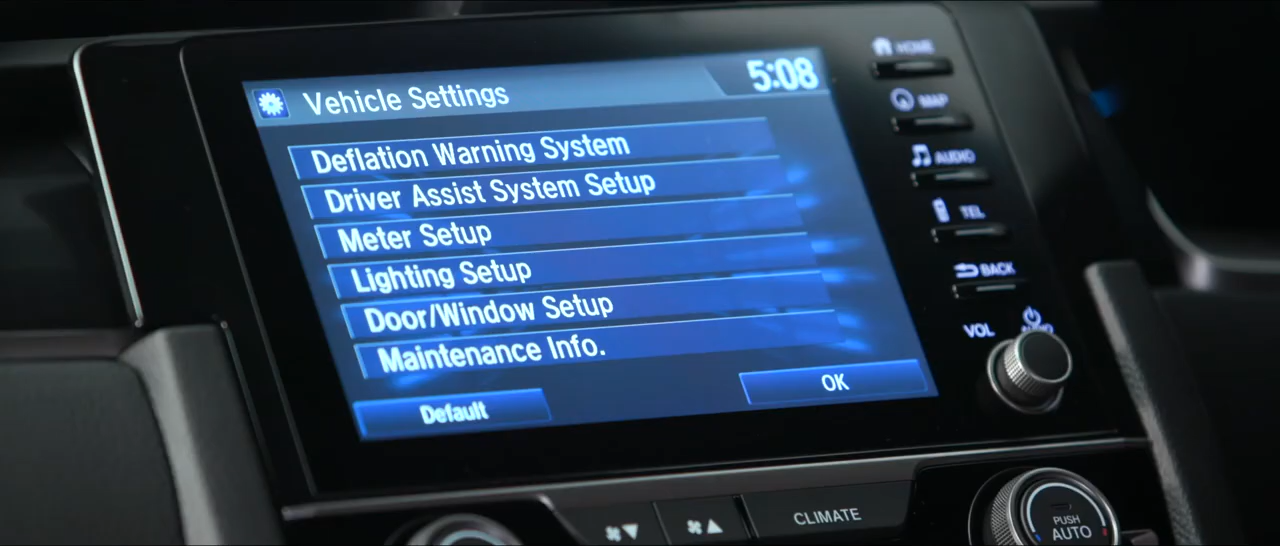 Vehicle Settings
5:08
Deflation Warning System
Driver Assist System Setup
Meter Setup
Lighting Setup
Door/Window Setup
Maintenance Info.
Default
OK
HOME
MAP
AUDIO
TEL
BACK
VOL
AUDIO
CLIMATE
PUSH
AUTO